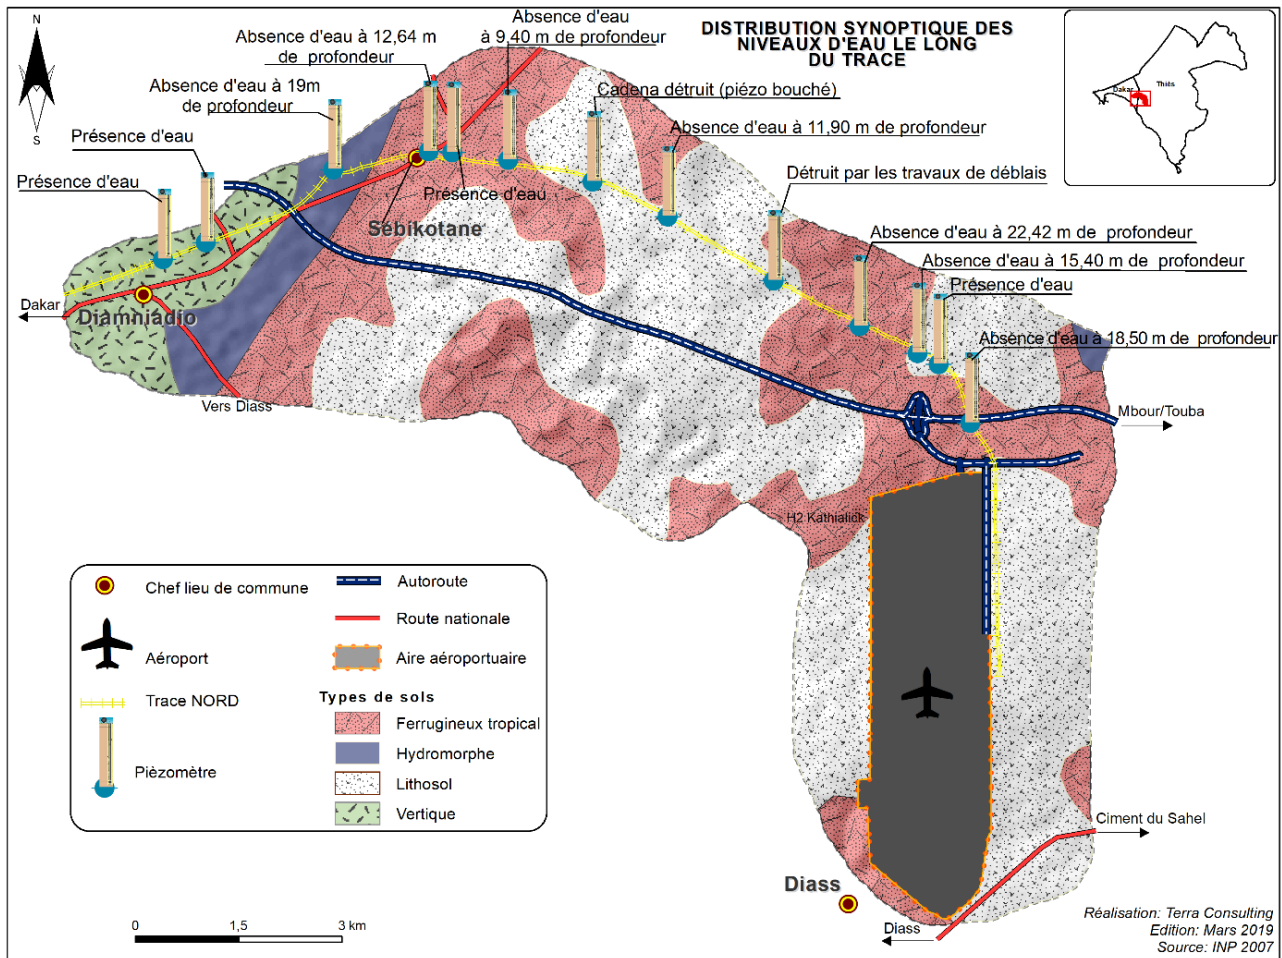 N
S
DISTRIBUTION SYNOPTIQUE DES
NIVEAUX D'EAU LE LONG
DU TRACE
Dakar
Thiès
Absence d'eau
à 9,40 m de profondeur
Absence d'eau à 12,64 m
de profondeur
Absence d'eau à 19m
de profondeur
Présence d'eau
Présence d'eau
Cadena détruit (piézo bouché)
Absence d'eau à 11,90 m de profondeur
Détruit par les travaux de déblais
Présence d'eau
Sébikotane
Absence d'eau à 22,42 m de profondeur
Absence d'eau à 15,40 m de profondeur
Présence d'eau
Absence d'eau à 18,50 m de profondeur
Dakar
Diamniadio
Vers Diass
Mbour/Touba
H2 Kathialick
Chef lieu de commune
Aéroport
Trace NORD
Pièzomètre
Autoroute
Route nationale
Aire aéroportuaire
Types de sols
Ferrugineux tropical
Hydromorphe
Lithosol
Vertique
Ciment du Sahel
Diass
Diass
0 1,5 3 km
Réalisation: Terra Consulting
Edition: Mars 2019
Source: INP 2007